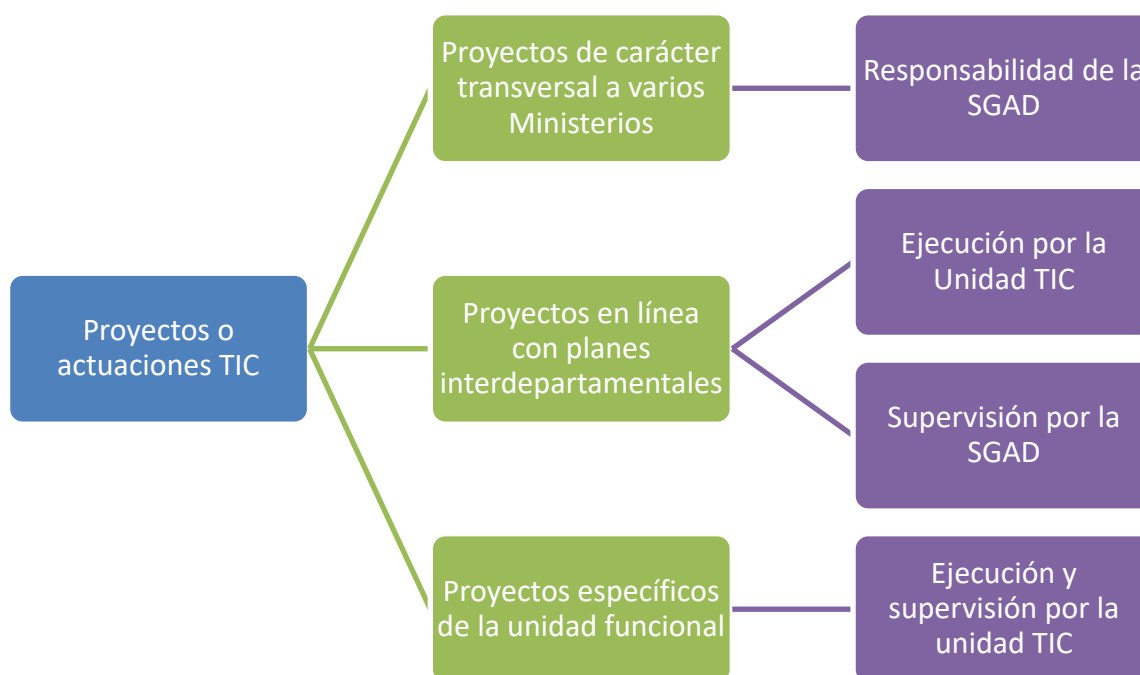 Proyectos o
actuaciones TIC
Proyectos de carácter
transversal a varios
Ministerios
Responsabilidad de la
SGAD
Proyectos en línea
con planes
interdepartamentales
Ejecución por la
Unidad TIC
Supervisión por la
SGAD
Proyectos específicos
de la unidad funcional
Ejecución y
supervisión por la
unidad TIC